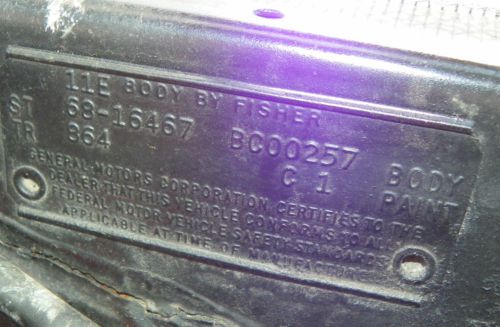 11E BODY BY FISHER
ST 68-16467 BC00257 BODY
TR 864 C 1 PAINT
GENERAL MOTORS CORPORATION CERTIFIES TO THE
DEALER THAT THIS VEHICLE CONFORMS TO ALL
FEDERAL MOTOR VEHICLE SAFETY STANDARDS
APPLICABLE AT TIME OF MANUFACTURE